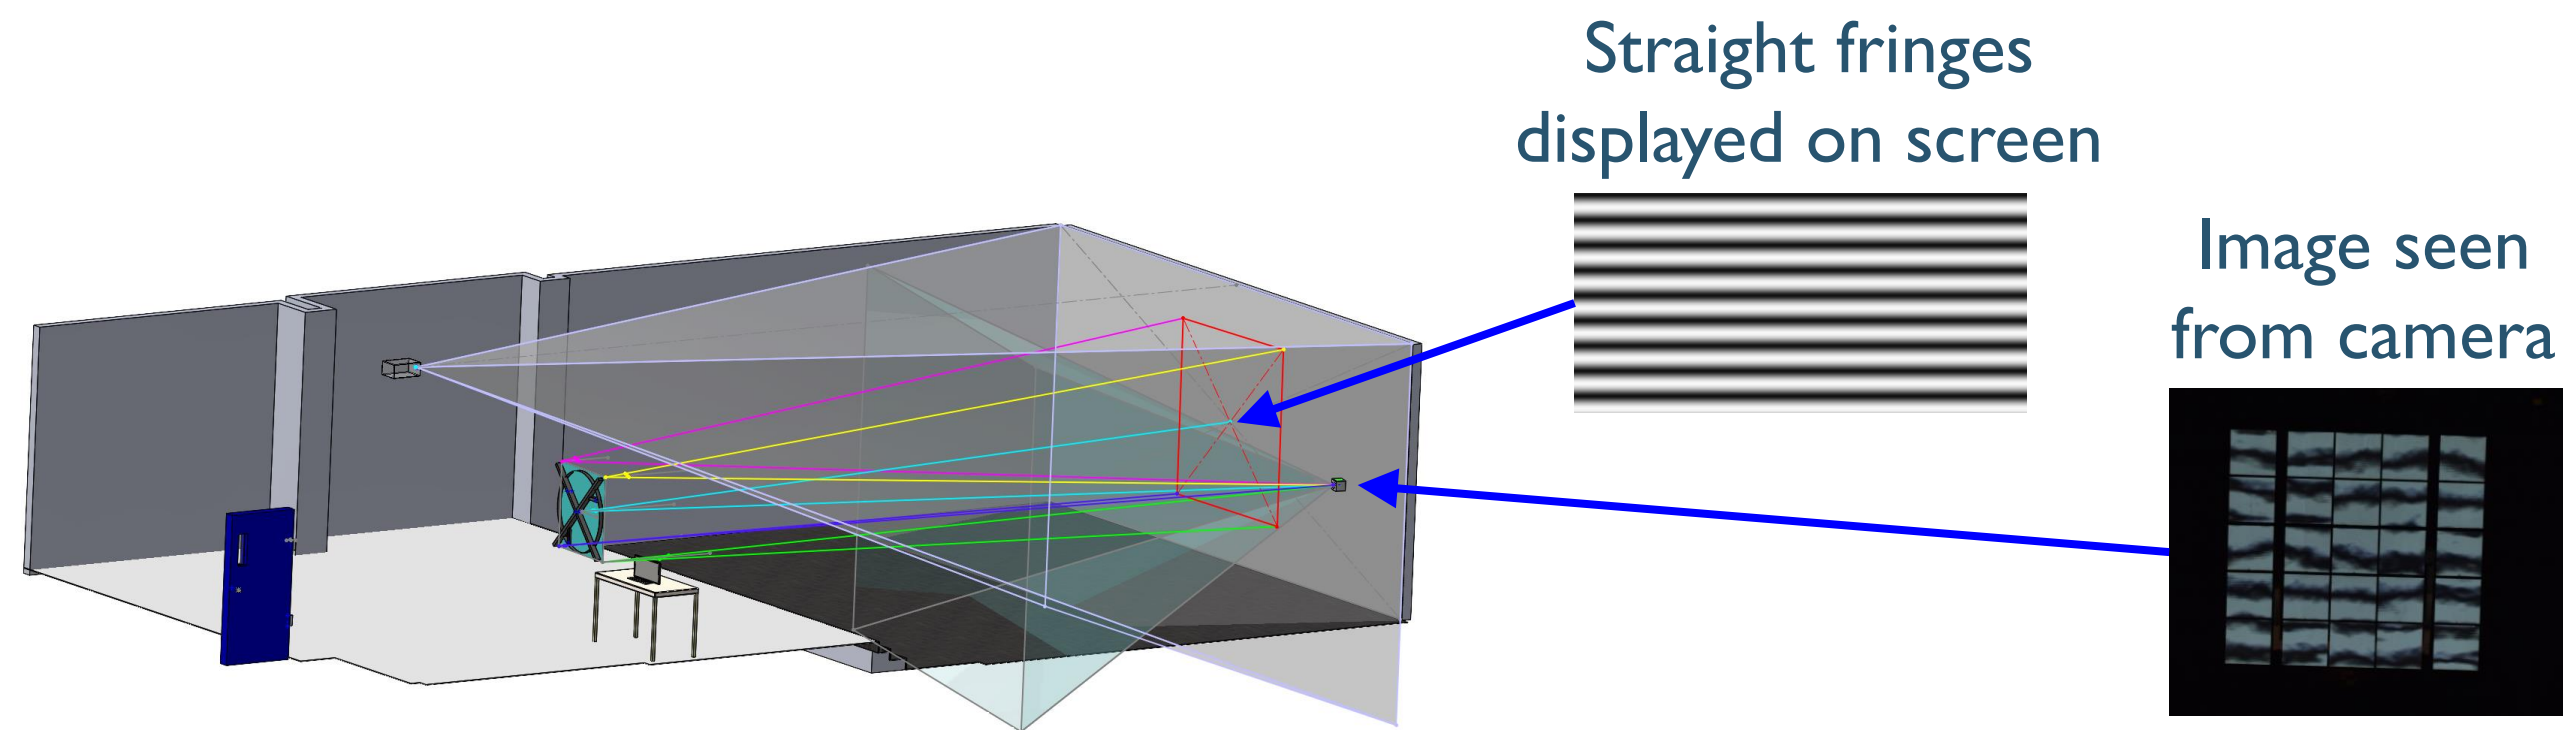 Straight fringes
displayed on screen
Image seen
from camera